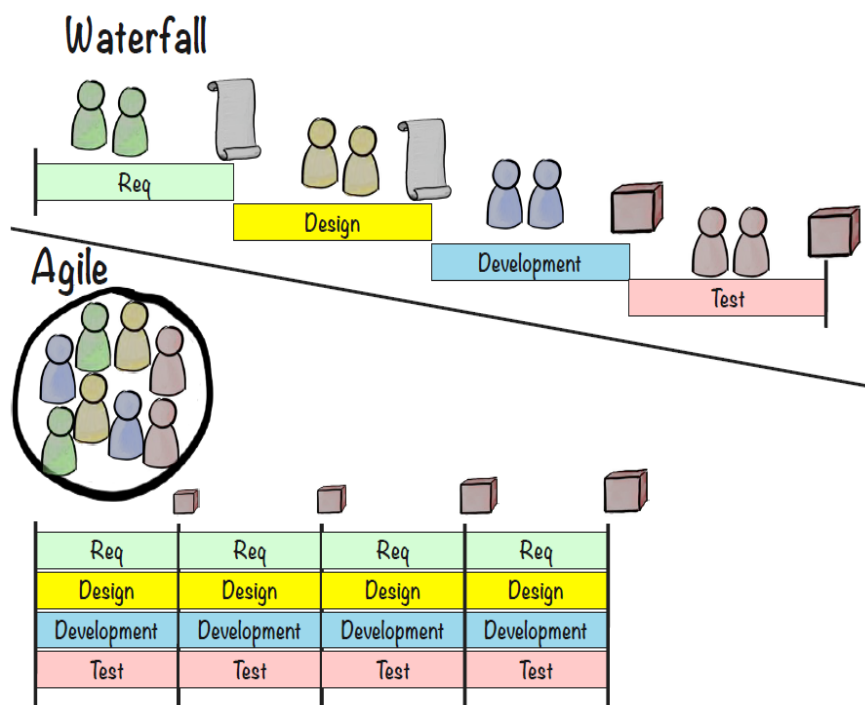 Waterfall
Req
Design
Development
Test
Agile
Req Req Req Req
Design Design Design Design
Development Development Development Development
Test Test Test Test